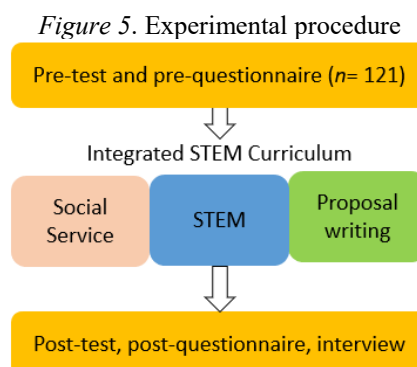 Figure 5. Experimental procedure
Pre-test and pre-questionnaire (n= 121)
Integrated STEM Curriculum
Social
Service
STEM
Proposal
writing
Post-test, post-questionnaire, interview